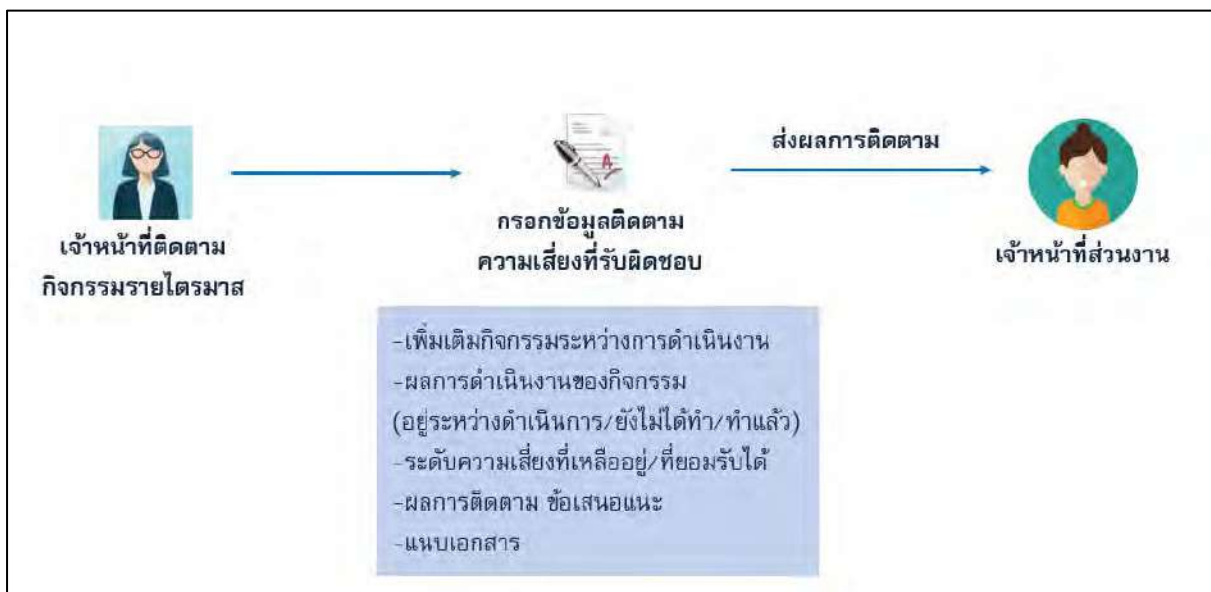 เจ้าหน้าที่ติดตาม
กิจกรรมรายไตรมาส
กรอกข้อมูลติดตาม
ความเสี่ยงที่รับผิดชอบ
ส่งผลการติดตาม
เจ้าหน้าที่ส่วนงาน
-เพิ่มเติมกิจกรรมระหว่างการดำเนินงาน
-ผลการดำเนินงานของกิจกรรม
(อยู่ระหว่างดำเนินการ/ยังไม่ได้ทำ/ทำแล้ว)
-ระดับความเสี่ยงที่เหลืออยู่/ที่ยอมรับได้
-ผลการติดตาม ข้อเสนอแนะ
-แนบเอกสาร